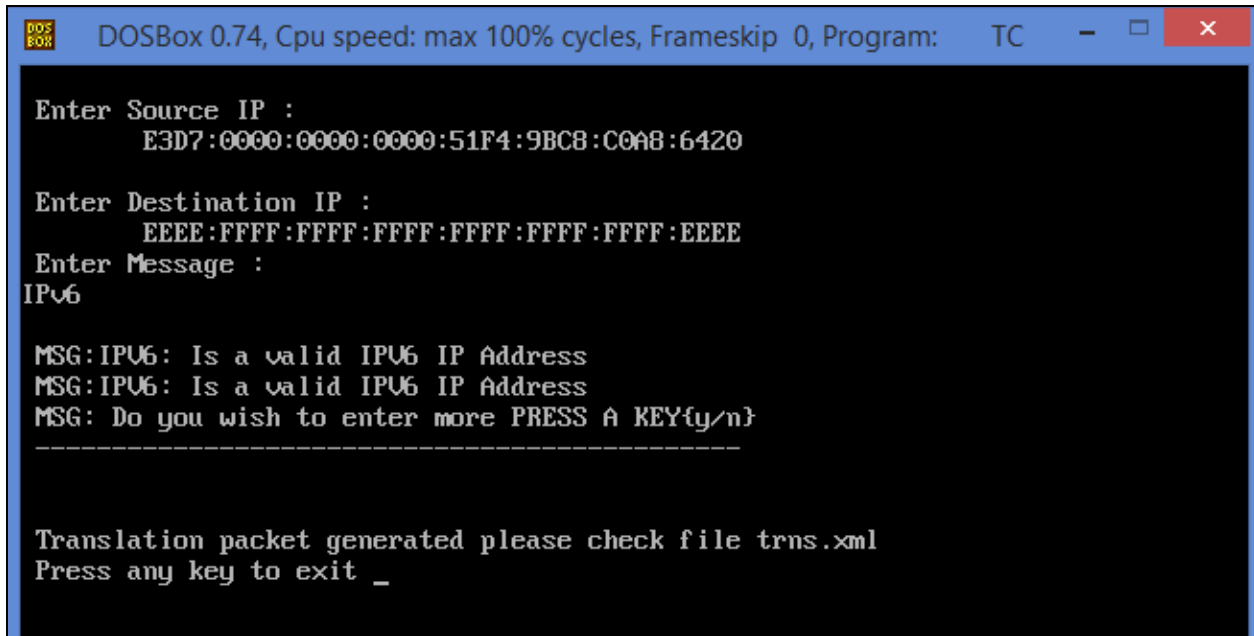 DOS BOX DOSBox 0.74, Cpu speed: max 100% cycles, Frameskip 0, Program: TC
Enter Source IP :
E3D7:0000:0000:0000:51F4:9BC8:C0A8:6420
Enter Destination IP :
EEEE:FFFF:FFFF:FFFF:FFFF:FFFF:FFFF:EEEE
Enter Message :
IPv6
MSG:IPV6: Is a valid IPV6 IP Address
MSG:IPV6: Is a valid IPV6 IP Address
MSG: Do you wish to enter more PRESS A KEY{y/n}
----------------------------------------------
Translation packet generated please check file trns.xml
Press any key to exit _